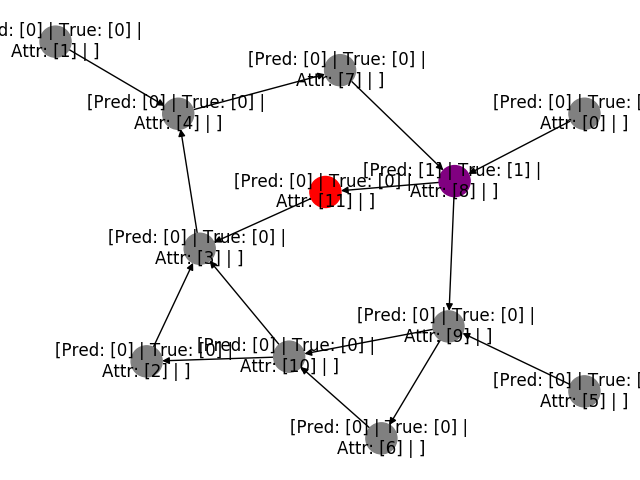 d: [0] | True: [0] |
Attr: [1] | ]
[Pred: [0] | True: [0] |
Attr: [7] | ]
[Pred: [0] | True: [0] |
Attr: [4] | ]
[Pred: [0] | True: [
Attr: [0] | ]
[Pred: [1] | True: [1] |
Attr: [8] | ]
[Pred: [0] | True: [0] |
Attr: [11] | ]
[Pred: [0] | True: [0] |
Attr: [3] | ]
[Pred: [0] | True: [0] |
Attr: [9] | ]
[Pred: [0] | True: [0] |
Attr: [2] | ]
[Pred: [0] | True: [0] |
Attr: [10] | ]
[Pred: [0] | True: [
Attr: [5] | ]
[Pred: [0] | True: [0] |
Attr: [6] | ]